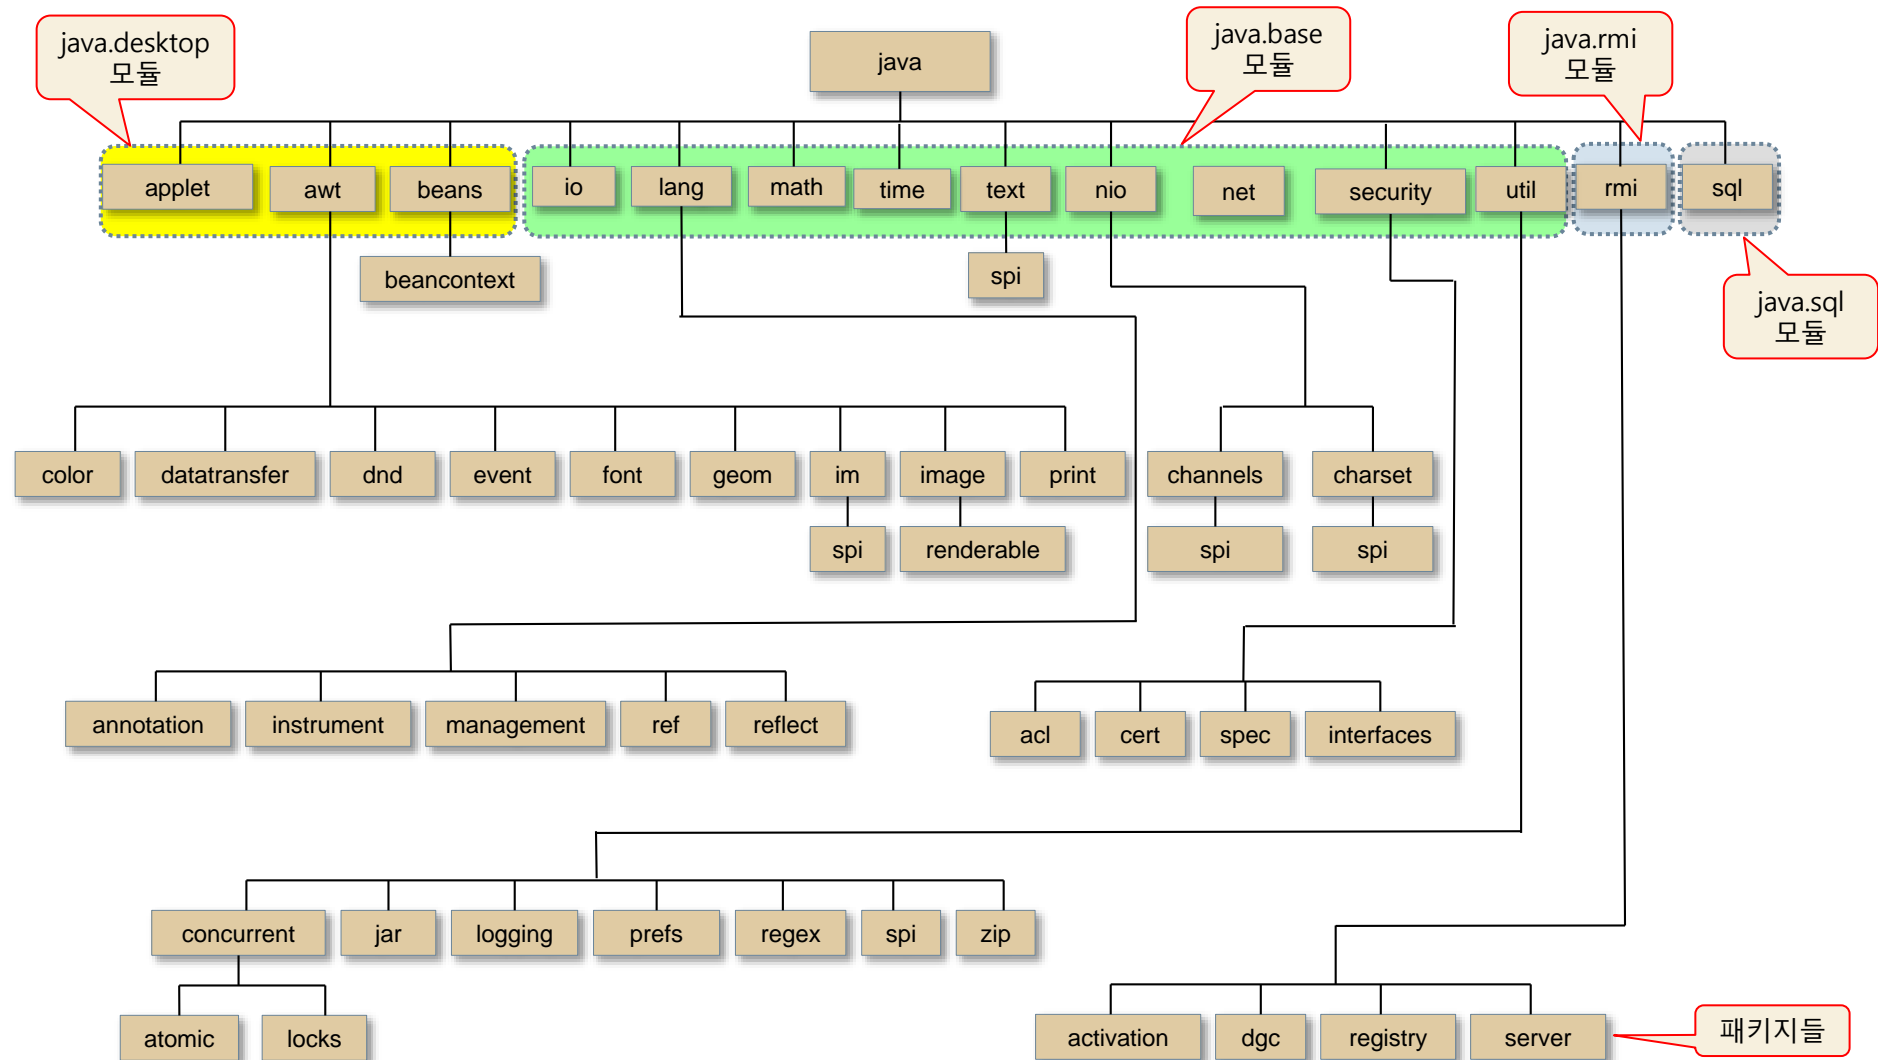 java.desktop
모듈
java
java.base
모듈
java.rmi
모듈
applet
awt
beans
io
lang
math
time
text
nio
net
security
util
rmi
sql
beancontext
spi
java.sql
모듈
color
datatransfer
dnd
event
font
geom
im
image
print
channels
charset
spi
renderable
spi
spi
annotation
instrument
management
ref
reflect
acl
cert
spec
interfaces
concurrent
jar
logging
prefs
regex
spi
zip
atomic
locks
activation
dgc
registry
server
패키지들